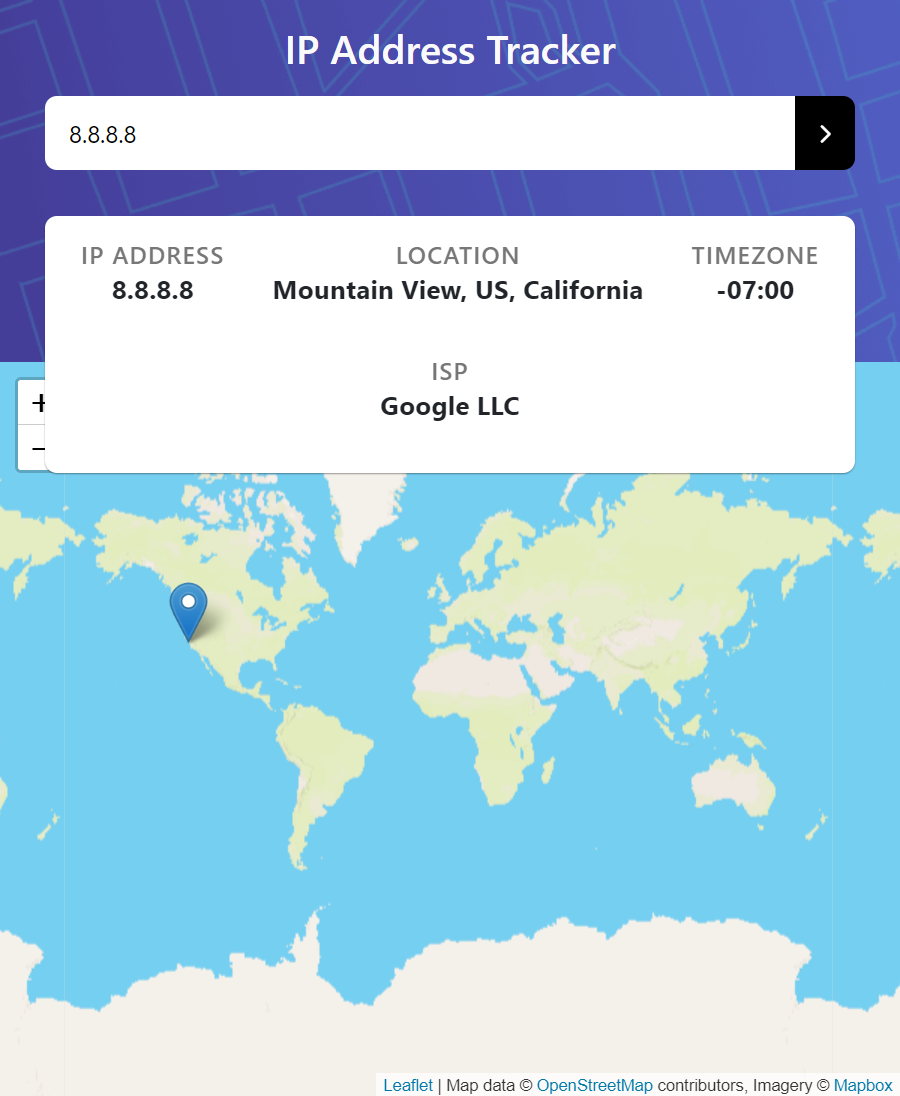 IP Address Tracker
8.8.8.8
IP ADDRESS
8.8.8.8
LOCATION
Mountain View, US, California
TIMEZONE
-07:00
ISP
Google LLC
+
−
Leaflet | Map data © OpenStreetMap contributors, Imagery © Mapbox